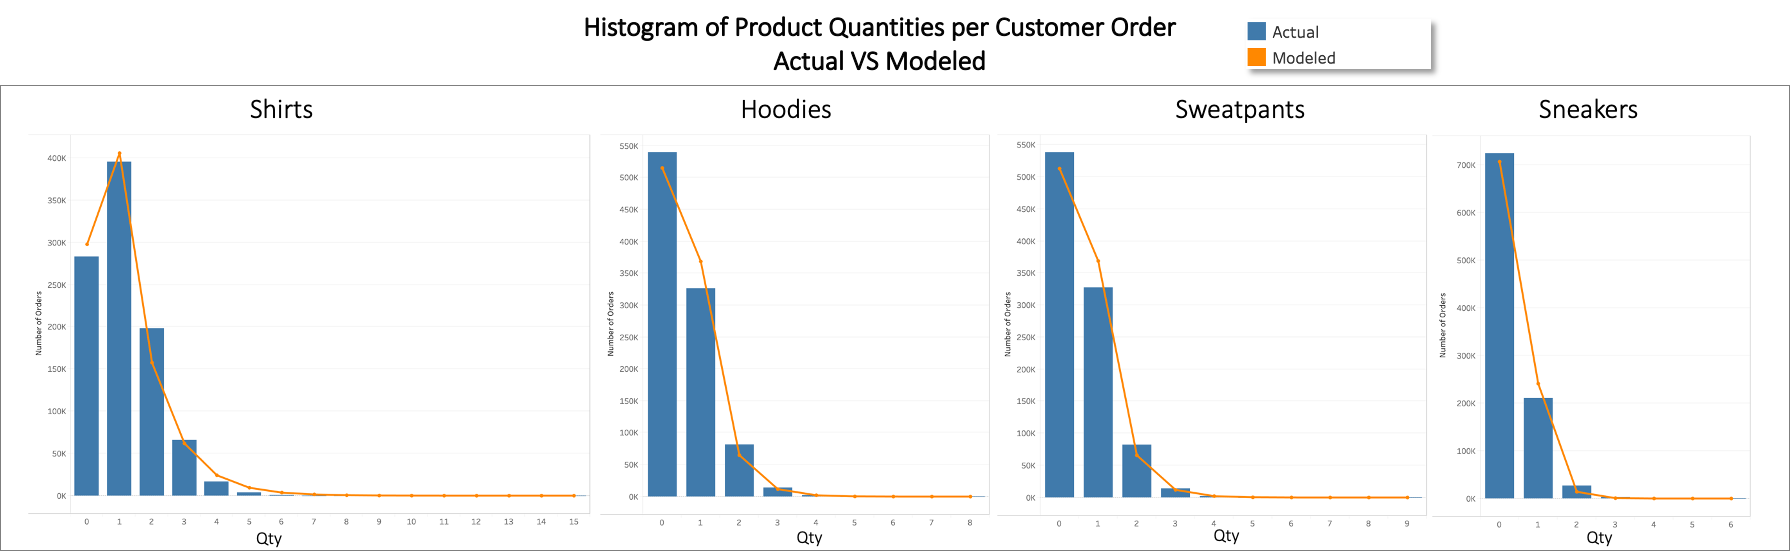 Histogram of Product Quantities per Customer Order
Actual VS Modeled
Actual
Modeled
Shirts
Hoodies
Sweatpants
Sneakers
Number of Orders
400K
350K
300K
250K
200K
150K
100K
50K
0K
0 1 2 3 4 5 6 7 8 9 10 11 12 13 14 15
Qty
Number of Orders
550K
500K
450K
400K
350K
300K
250K
200K
150K
100K
50K
0K
0 1 2 3 4 5 6 7 8
Qty
Number of Orders
550K
500K
450K
400K
350K
300K
250K
200K
150K
100K
50K
0K
0 1 2 3 4 5 6 7 8 9
Qty
Number of Orders
700K
600K
500K
400K
300K
200K
100K
0K
0 1 2 3 4 5 6
Qty